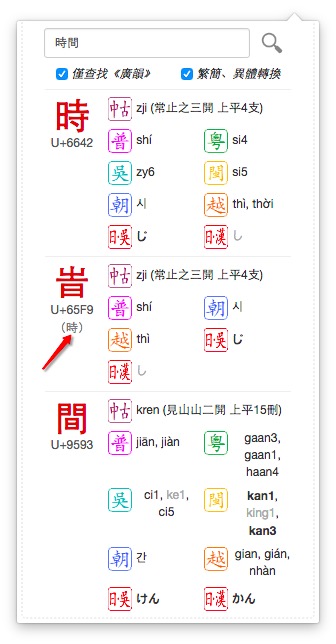 時間
僅查找《廣韻》 繁簡、異體轉換
時 U+6642
中古 zji (常止之三開 上平4支)
普 shí 粵 si4
吳 zy6 閩 si5
朝 시 越 thì, thời
日吳 じ 日漢 し
旹 U+65F9 (時)
中古 zji (常止之三開 上平4支)
普 shí 朝 시
越 thì 日吳 じ
日漢 し
間 U+9593
中古 kren (見山山二開 上平15刪)
普 jiān, jiàn 粵 gaan3, gaan1, haan4
吳 ci1, ke1, ci5 閩 kan1, king1, kan3
朝 간 越 gian, gián, nhàn
日吳 けん 日漢 かん